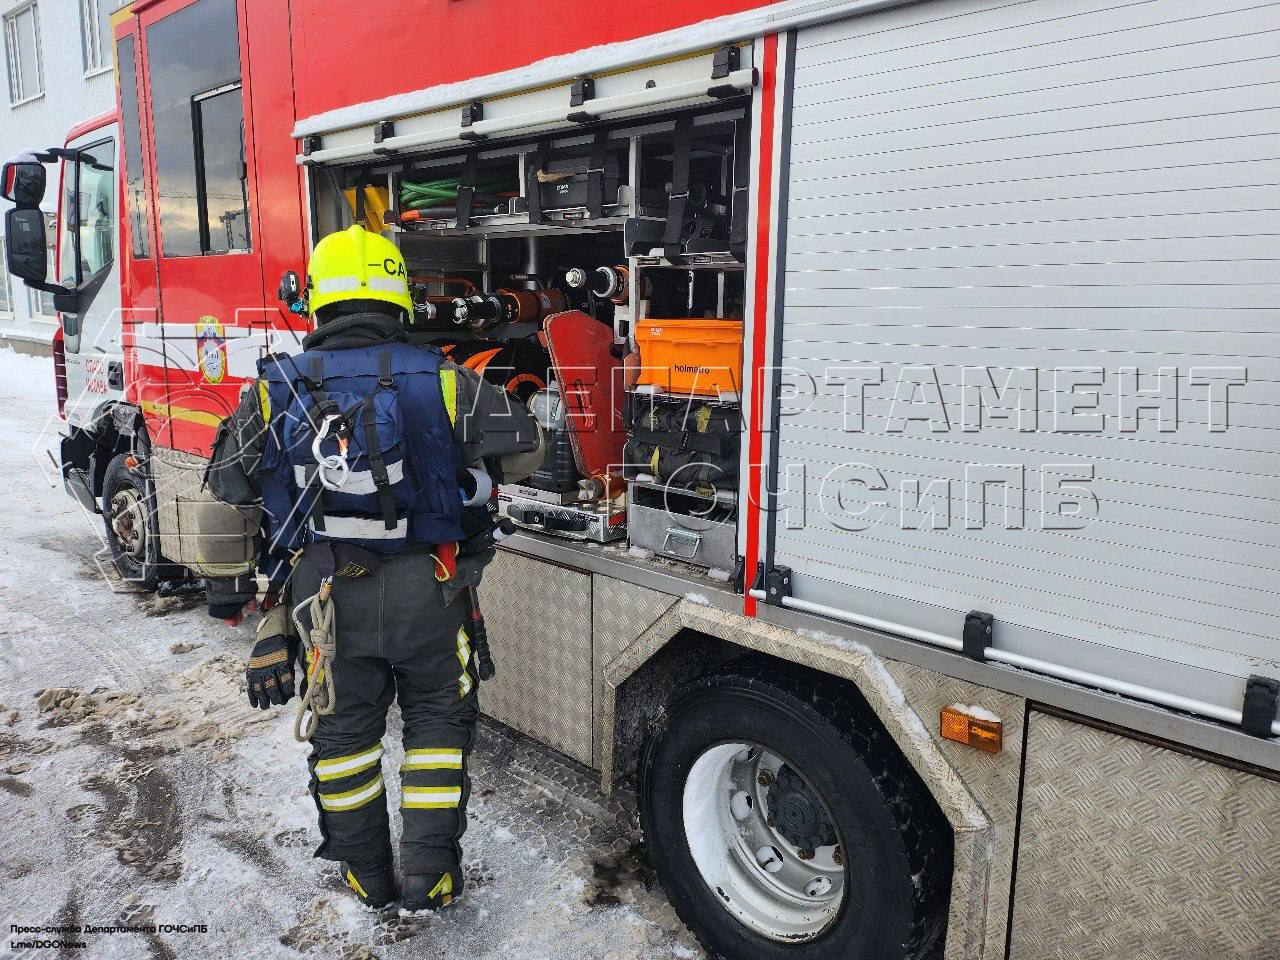 —СА
holmatro
ДЕПАРТАМЕНТ
ГОЧСиПБ
Пресс-служба Департамента ГОЧСиПБ
t.me/DGONews